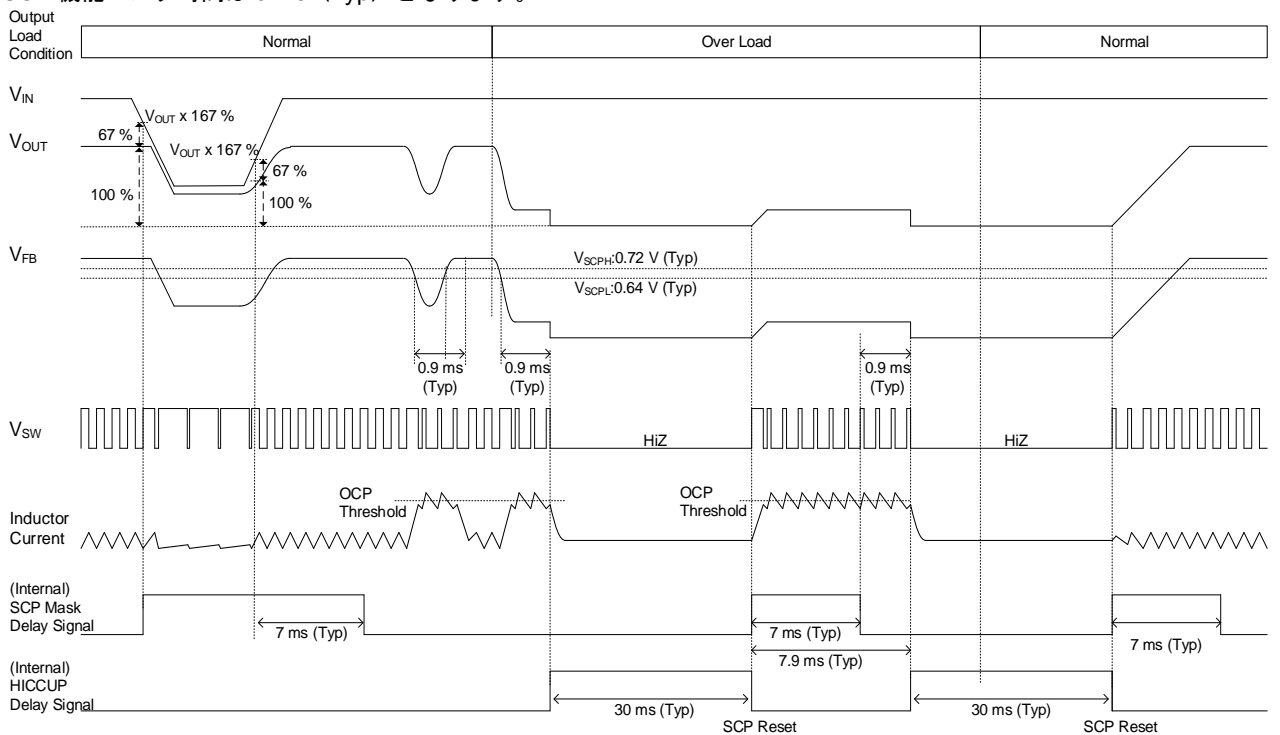 Output
Load
Condition
Normal
Over Load
Normal
VIN
VOUT x 167 %
67 %
VOUT
VOUT x 167 %
67 %
100 %
100 %
VFB
VSCPH:0.72 V (Typ)
VSCPL:0.64 V (Typ)
0.9 ms
(Typ)
0.9 ms
(Typ)
0.9 ms
(Typ)
VSW
HiZ
HiZ
OCP
Threshold
OCP
Threshold
Inductor
Current
(Internal)
SCP Mask
Delay Signal
7 ms (Typ)
7 ms (Typ)
7 ms (Typ)
7.9 ms (Typ)
(Internal)
HICCUP
Delay Signal
30 ms (Typ)
30 ms (Typ)
SCP Reset
SCP Reset